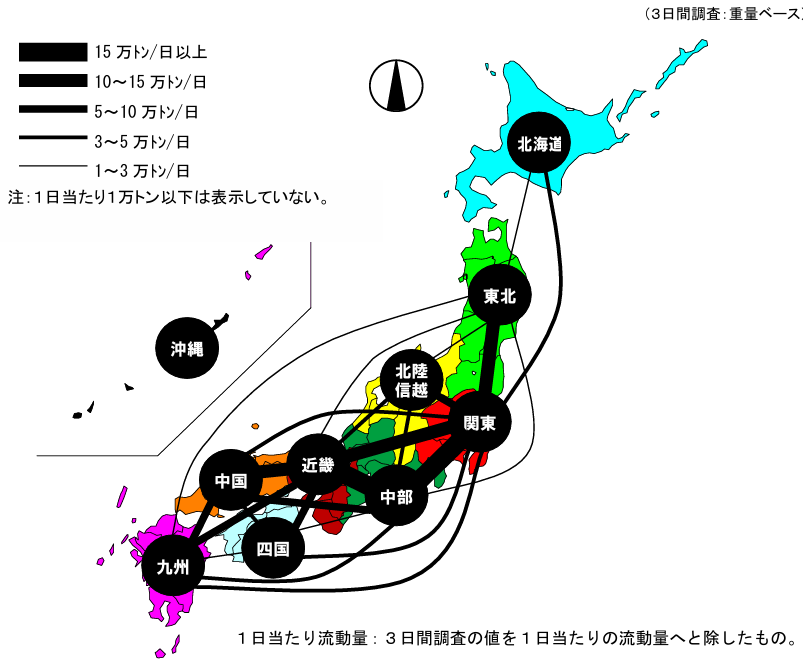 （３日間調査：重量ベース）
15 万ﾄﾝ/日以上
10～15 万ﾄﾝ/日
5～10 万ﾄﾝ/日
3～5 万ﾄﾝ/日
1～3 万ﾄﾝ/日
注：１日当たり１万トン以下は表示していない。
北海道
東北
沖縄
北陸
信越
関東
近畿
中国
中部
四国
九州
１日当たり流動量：３日間調査の値を１日当たりの流動量へと除したもの。